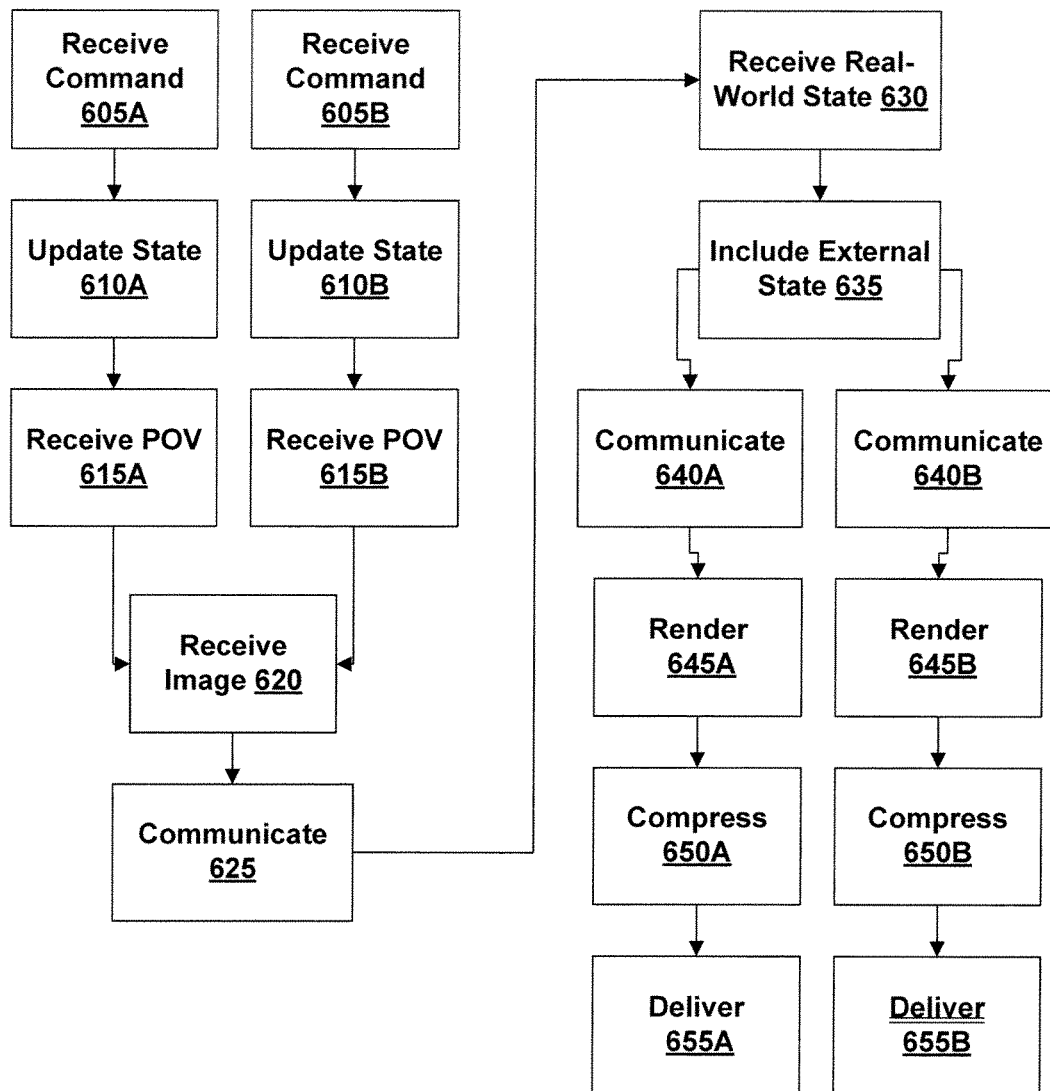 Receive
Command
605A
Receive
Command
605B
Update State
610A
Update State
610B
Receive POV
615A
Receive POV
615B
Receive
Image 620
Communicate
625
Receive Real-
World State 630
Include External
State 635
Communicate
640A
Communicate
640B
Render
645A
Render
645B
Compress
650A
Compress
650B
Deliver
655A
Deliver
655B